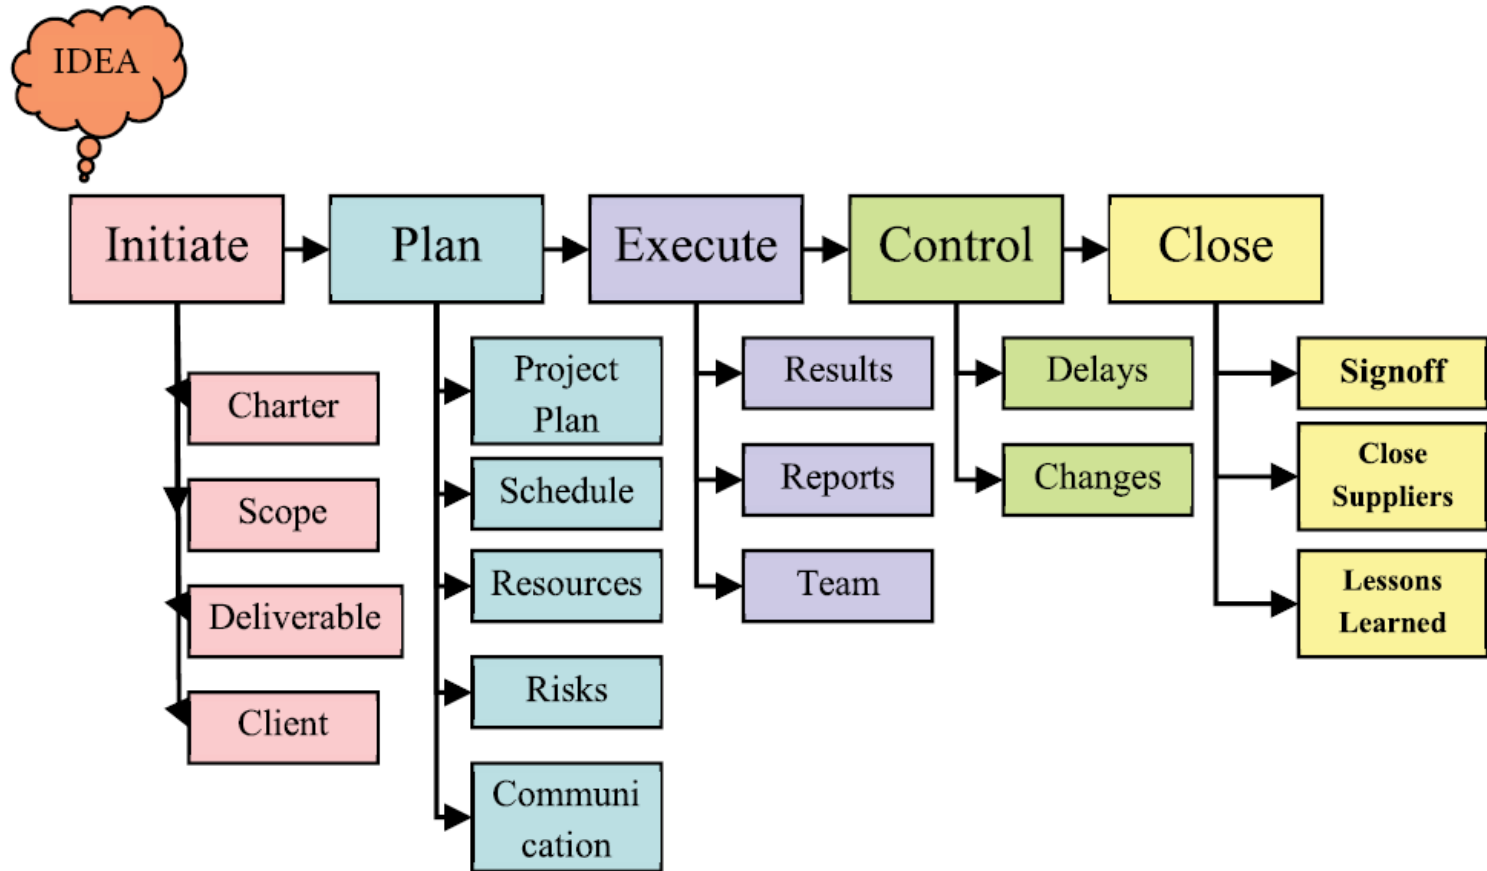 IDEA
Initiate
Plan
Execute
Control
Close
Charter
Scope
Deliverable
Client
Project
Plan
Schedule
Resources
Risks
Communi
cation
Results
Reports
Team
Delays
Changes
Signoff
Close
Suppliers
Lessons
Learned